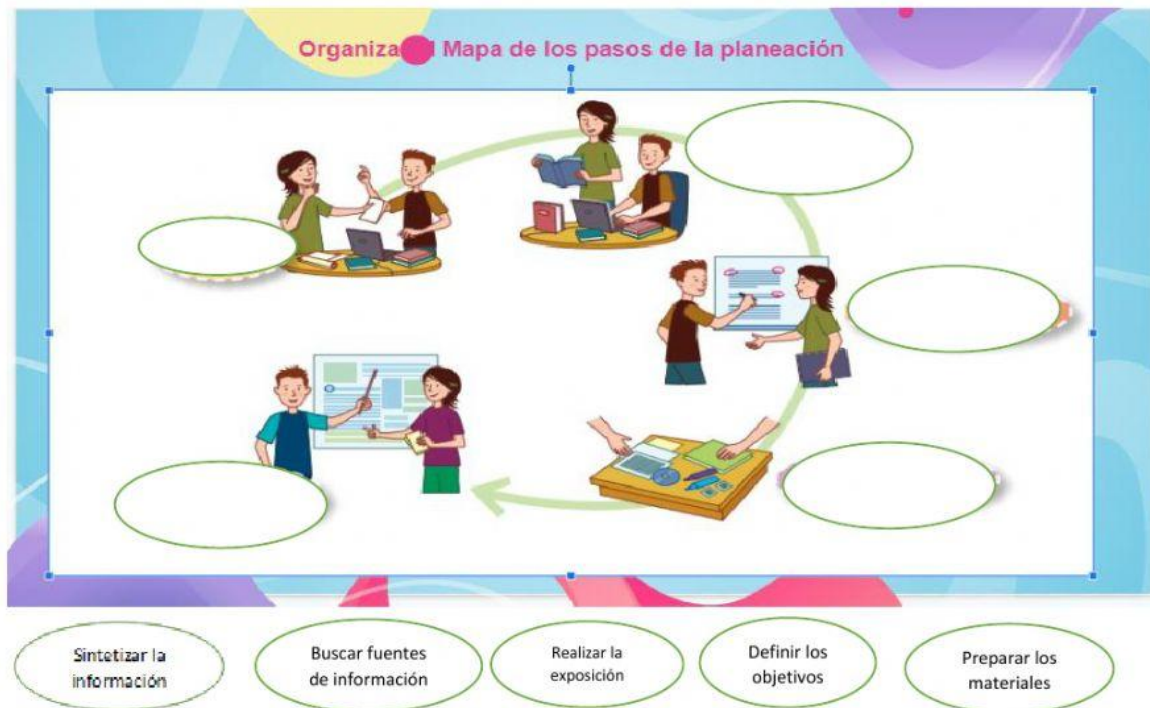 Organiza l Mapa de los pasos de la planeación
Sintetizar la
información
Buscar fuentes
de información
Realizar la
exposición
Definir los
objetivos
Preparar los
materiales